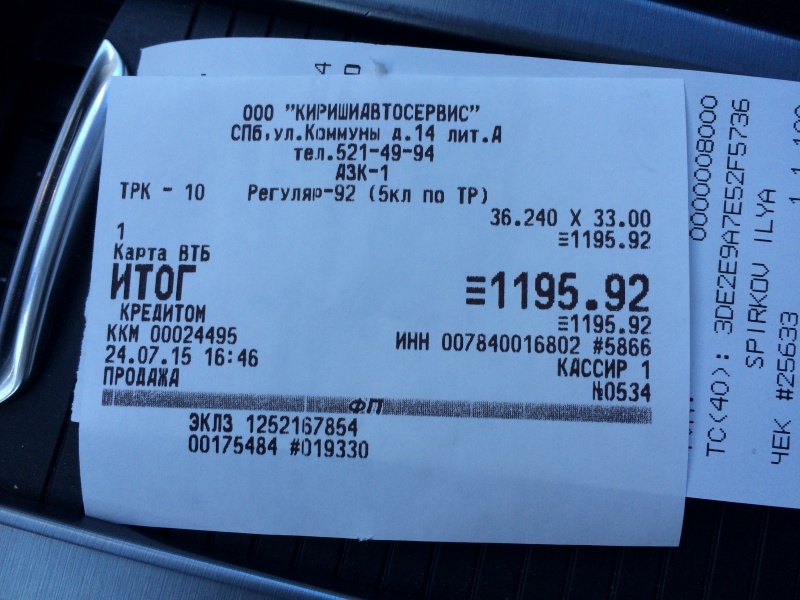 ООО "КИРИШИАВТОСЕРВИС"
СПб,ул.Коммуны д.14 лит.А
тел.521-49-94
АЗК-1
ТРК - 10 Регуляр-92 (5кл по ТР)
36.240 X 33.00
1 ≡1195.92
Карта ВТБ
ИТОГ ≡1195.92
КРЕДИТОМ ≡1195.92
ККМ 00024495 ИНН 007840016802 #5866
24.07.15 16:46 КАССИР 1
ПРОДАЖА №0534
ФП
ЭКЛЗ 1252167854
00175484 #019330
0000008000
TC(40): 3DE2E9A7E52F5736
SPIRKOV ILYA
ЧЕК #25633